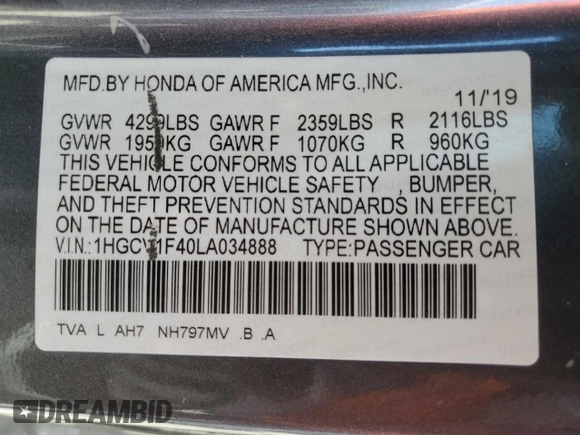 MFD.BY HONDA OF AMERICA MFG.,INC.
11/'19
GVWR 4299LBS GAWR F 2359LBS R 2116LBS
GVWR 1950KG GAWR F 1070KG R 960KG
THIS VEHICLE CONFORMS TO ALL APPLICABLE
FEDERAL MOTOR VEHICLE SAFETY , BUMPER,
AND THEFT PREVENTION STANDARDS IN EFFECT
ON THE DATE OF MANUFACTURE SHOWN ABOVE.
V.I.N.: TYPE:PASSENGER CAR
TVA L AH7 NH797MV .B .A
DREAMBID